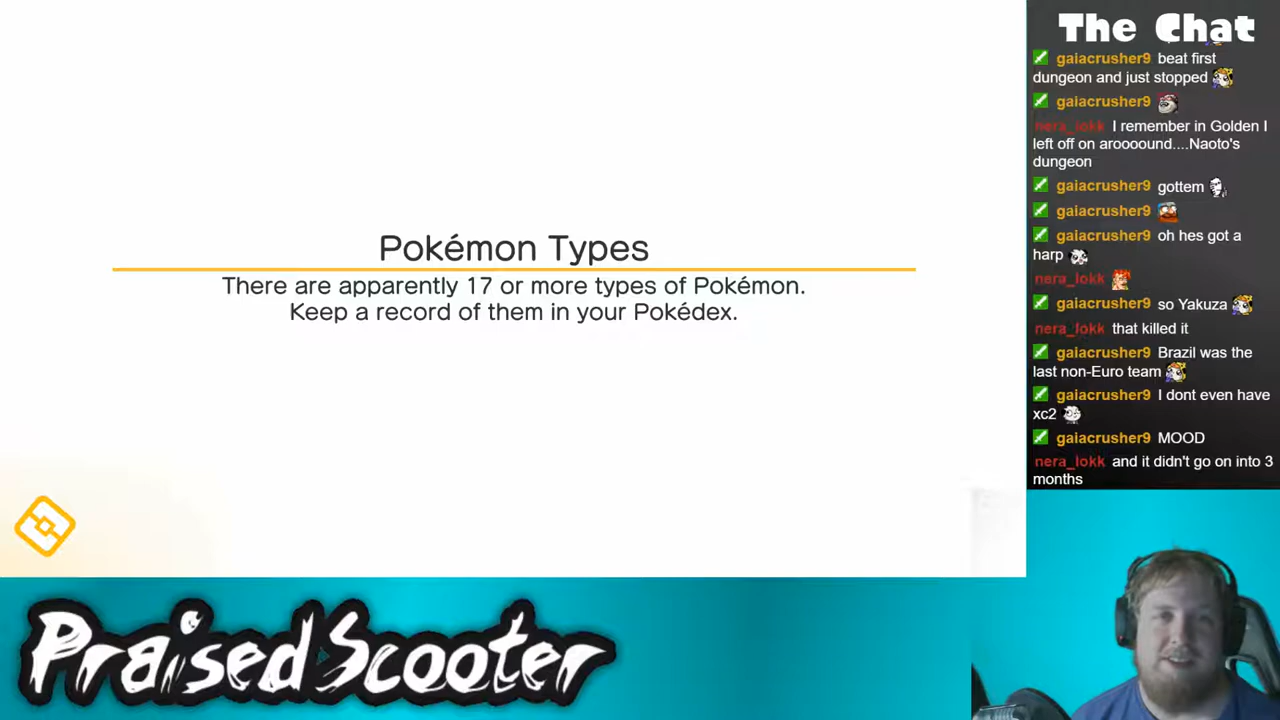 Pokémon Types
There are apparently 17 or more types of Pokémon.
Keep a record of them in your Pokédex.
PraisedScooter
The Chat
gaiacrusher9 beat first
dungeon and just stopped
gaiacrusher9
nera_lokk I remember in Golden I
left off on aroooound....Naoto's
dungeon
gaiacrusher9 gottem
gaiacrusher9
gaiacrusher9 oh hes got a
harp
nera_lokk
gaiacrusher9 so Yakuza
nera_lokk that killed it
gaiacrusher9 Brazil was the
last non-Euro team
gaiacrusher9 I dont even have
xc2
gaiacrusher9 MOOD
nera_lokk and it didn't go on into 3
months